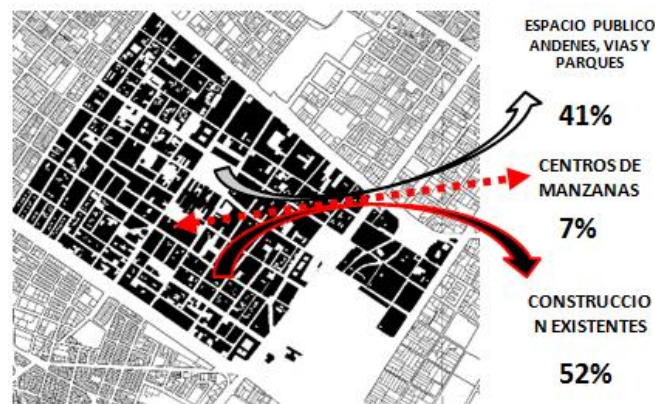 ESPACIO PUBLICO
ANDENES, VIAS Y
PARQUES
41%
CENTROS DE
MANZANAS
7%
CONSTRUCCIO
N EXISTENTES
52%